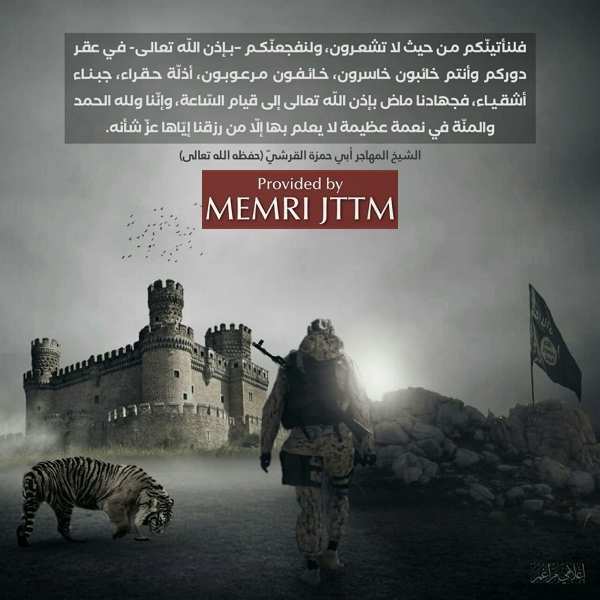 فلنأتينّكم من حيث لا تشعرون، ولنفجعنّكم -بإذن الله تعالى- في عقر
دوركم وأنتم خائبون خاسرون، خائفون مرعوبون، أذلّة حقراء، جبناء
أشقياء، فجهادنا ماض بإذن الله تعالى إلى قيام السّاعة، وإنّنا ولله الحمد
والمنّة في نعمة عظيمة لا يعلم بها إلّا من رزقنا إيّاها عزّ شأنه.
الشيخ المهاجر أبي حمزة القرشيّ (حفظه الله تعالى)
Provided by
MEMRI JTTM